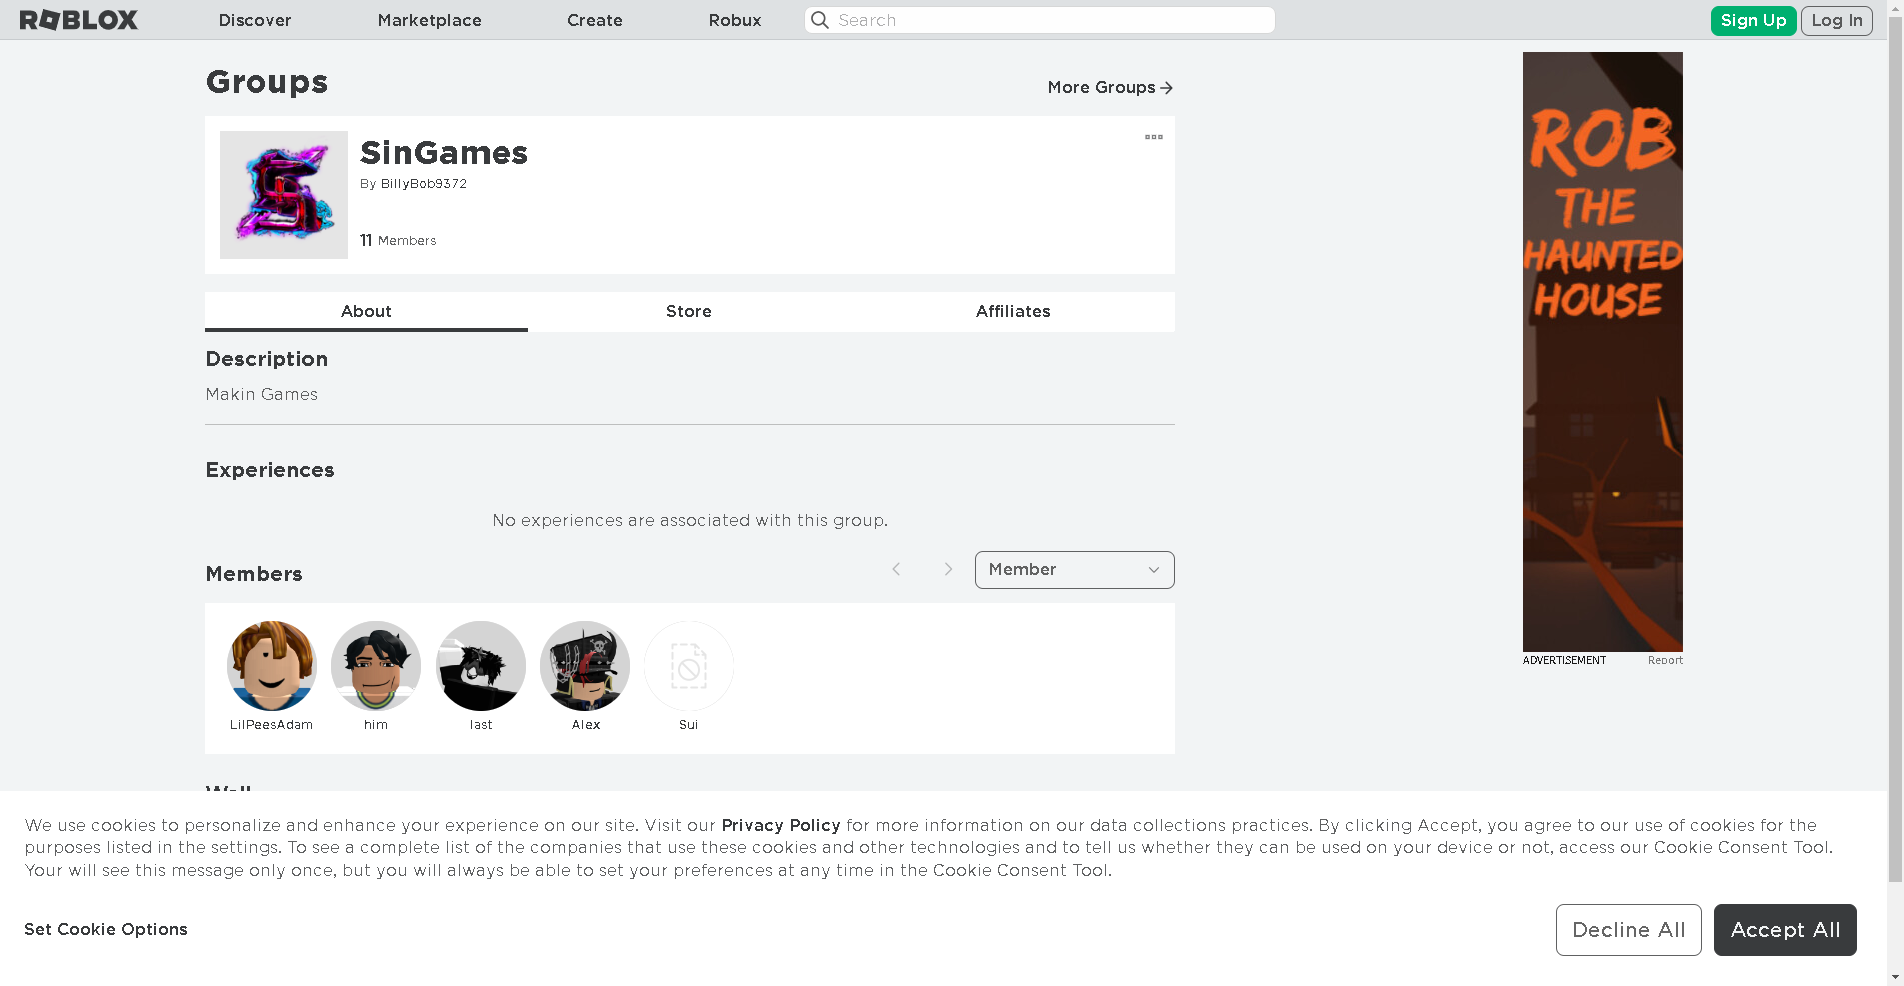 ROBLOX
Discover
Marketplace
Create
Robux
Search
Sign Up
Log In
Groups
More Groups
SinGames
By BillyBob9372
11 Members
About
Store
Affiliates
Description
Makin Games
Experiences
No experiences are associated with this group.
Members
Member
LilPeesAdam
him
last
Alex
Sui
ROB
THE
HAUNTED
HOUSE
ADVERTISEMENT
Report
We use cookies to personalize and enhance your experience on our site. Visit our Privacy Policy for more information on our data collections practices. By clicking Accept, you agree to our use of cookies for the
purposes listed in the settings. To see a complete list of the companies that use these cookies and other technologies and to tell us whether they can be used on your device or not, access our Cookie Consent Tool.
Your will see this message only once, but you will always be able to set your preferences at any time in the Cookie Consent Tool.
Set Cookie Options
Decline All
Accept All